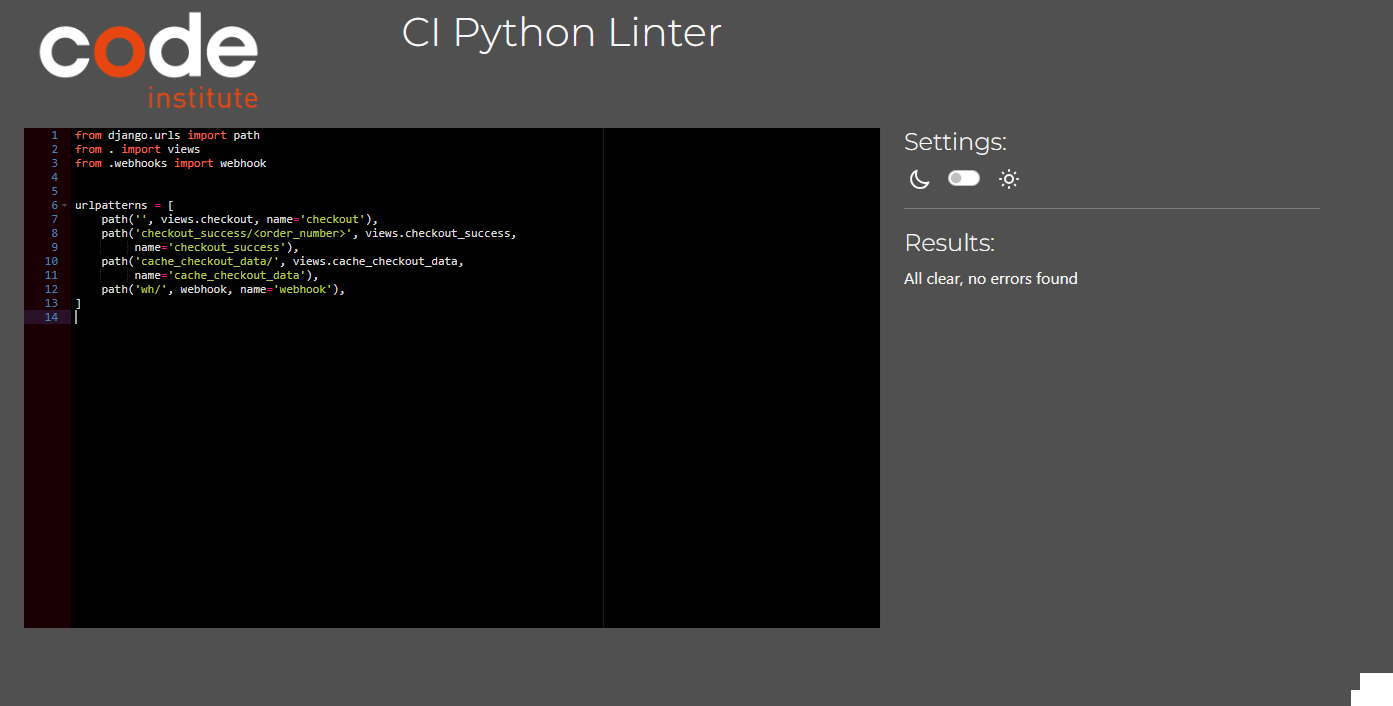 code
institute
CI Python Linter
1 from django.urls import path
2 from . import views
3 from .webhooks import webhook
4
5
6 urlpatterns = [
7     path('', views.checkout, name='checkout'),
8     path('checkout_success/<order_number>', views.checkout_success,
9          name='checkout_success'),
10     path('cache_checkout_data/', views.cache_checkout_data,
11          name='cache_checkout_data'),
12     path('wh/', webhook, name='webhook'),
13 ]
14
Settings:
Results:
All clear, no errors found